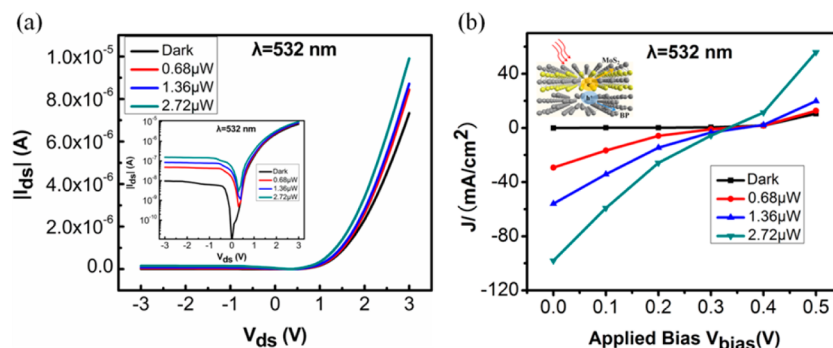 (a)
|Ids| (A)
1.0x10⁻⁵
8.0x10⁻⁶
6.0x10⁻⁶
4.0x10⁻⁶
2.0x10⁻⁶
0.0
Dark
0.68μW
1.36μW
2.72μW
λ=532 nm
|Ids| (A)
10⁻⁵
10⁻⁶
10⁻⁷
10⁻⁸
10⁻⁹
10⁻¹⁰
λ=532 nm
Dark
0.68μW
1.36μW
2.72μW
-3 -2 -1 0 1 2 3
Vds (V)
-3 -2 -1 0 1 2 3
Vds (V)
(b)
J/(mA/cm²)
40
0
-40
-80
-120
λ=532 nm
MoS₂
BP
Dark
0.68μW
1.36μW
2.72μW
0.0 0.1 0.2 0.3 0.4 0.5
Applied Bias Vbias(V)